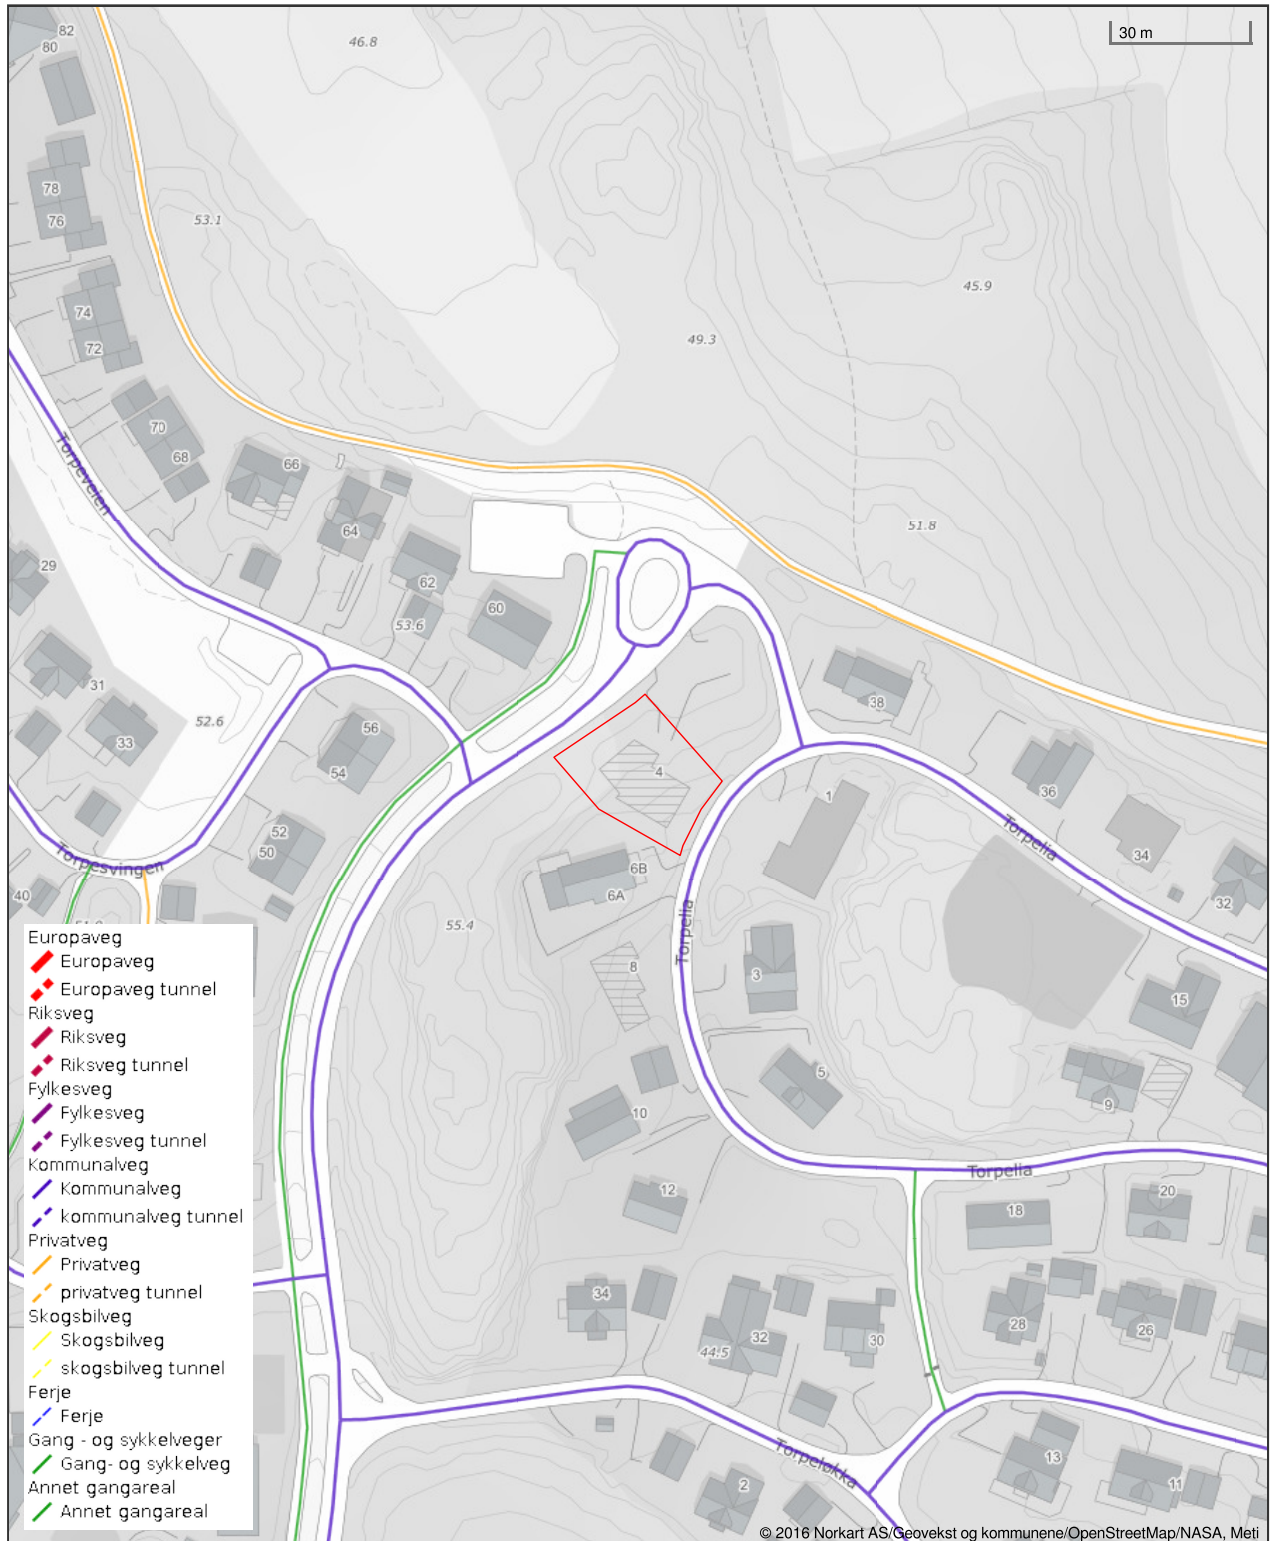 30 m
82
80
46.8
78
76
53.1
45.9
74
72
49.3
70
68
66
Torpeveien
64
51.8
29
62
60
53.6
31
38
52.6
56
33
54
4
36
1
Torpelia
52
34
50
Torpesvingen
6B
40
6A
32
55.4
Torpelia
8
3
15
5
9
10
Torpelia
12
20
18
34
28
26
32
30
44.5
Torpeløkka
13
11
2
Europaveg
Europaveg
Europaveg tunnel
Riksveg
Riksveg
Riksveg tunnel
Fylkesveg
Fylkesveg
Fylkesveg tunnel
Kommunalveg
Kommunalveg
kommunalveg tunnel
Privatveg
Privatveg
privatveg tunnel
Skogsbilveg
Skogsbilveg
skogsbilveg tunnel
Ferje
Ferje
Gang - og sykkelveger
Gang- og sykkelveg
Annet gangareal
Annet gangareal
© 2016 Norkart AS/Geovekst og kommunene/OpenStreetMap/NASA, Meti